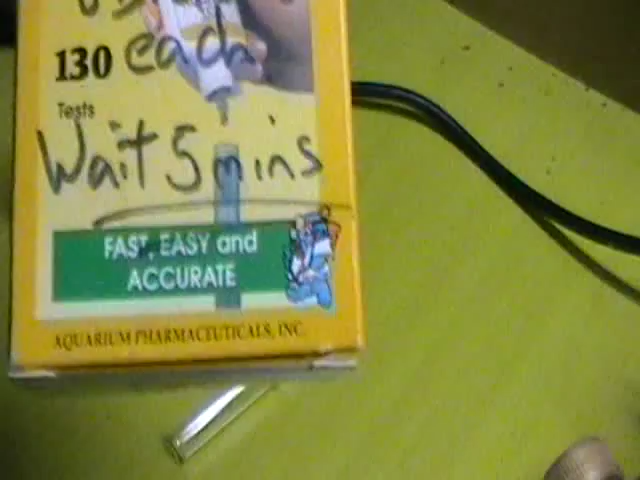 130 each
Tests
Wait 5 mins
FAST, EASY and
ACCURATE
AQUARIUM PHARMACEUTICALS, INC.